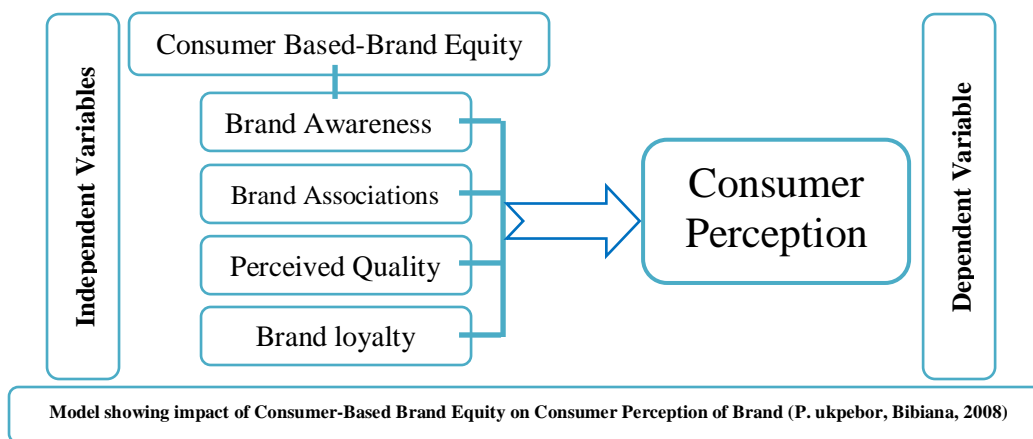 Independent Variables
Consumer Based-Brand Equity
Brand Awareness
Brand Associations
Perceived Quality
Brand loyalty
Consumer
Perception
Dependent Variable
Model showing impact of Consumer-Based Brand Equity on Consumer Perception of Brand (P. ukpebor, Bibiana, 2008)